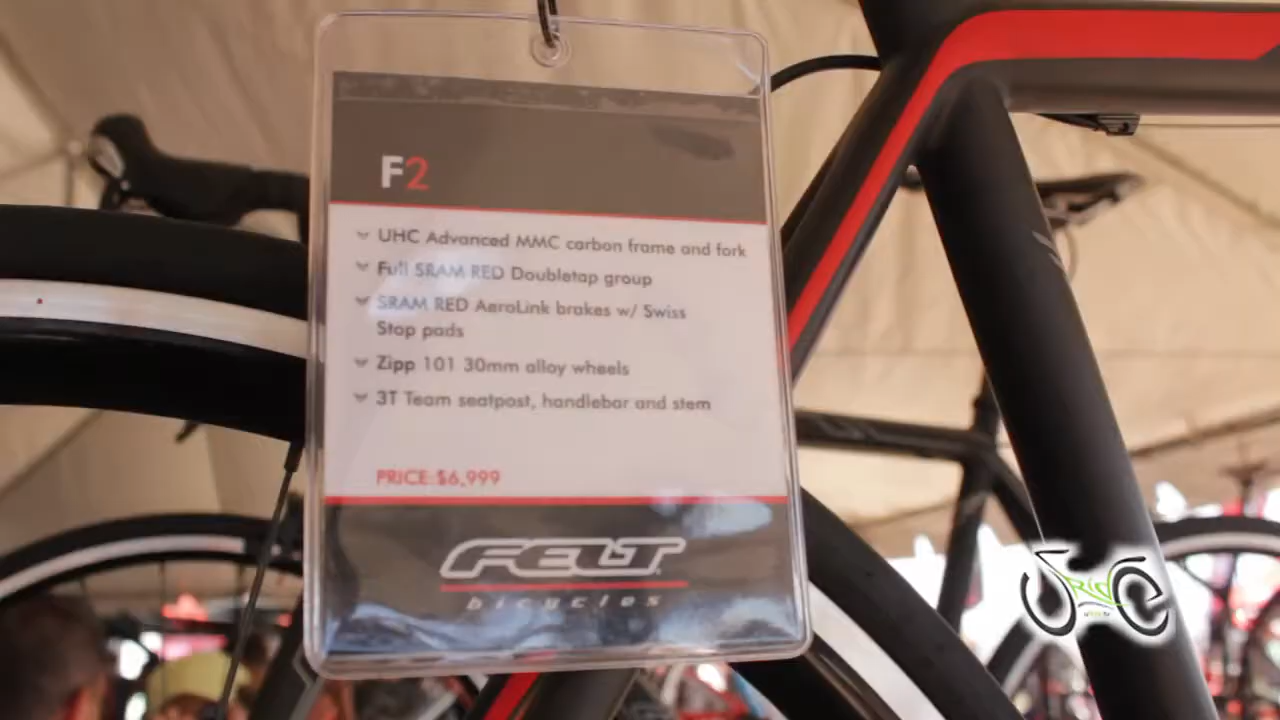 F2
UHC Advanced MMC carbon frame and fork
Full SRAM RED Doubletap group
SRAM RED AeroLink brakes w/ Swiss
Stop pads
Zipp 101 30mm alloy wheels
3T Team seatpost, handlebar and stem
PRICE:$6,999
FELT
bicycles
RIDE